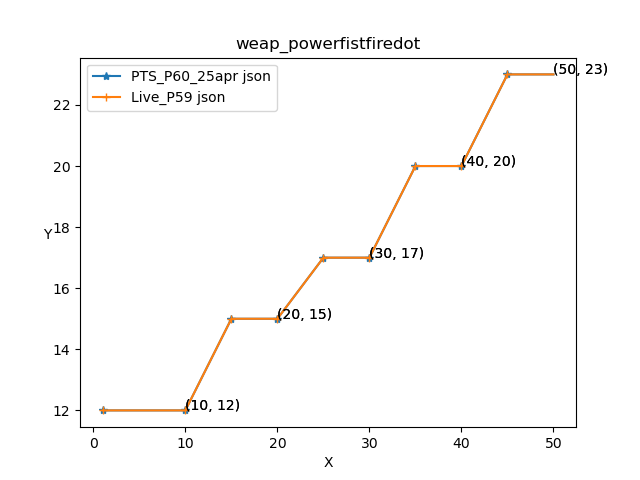 weap_powerfistfiredot
PTS_P60_25apr json
Live_P59 json
(50, 23)
22
(40, 20)
20
Y
18
(30, 17)
16
(20, 15)
14
(10, 12)
12
0 10 20 30 40 50
X